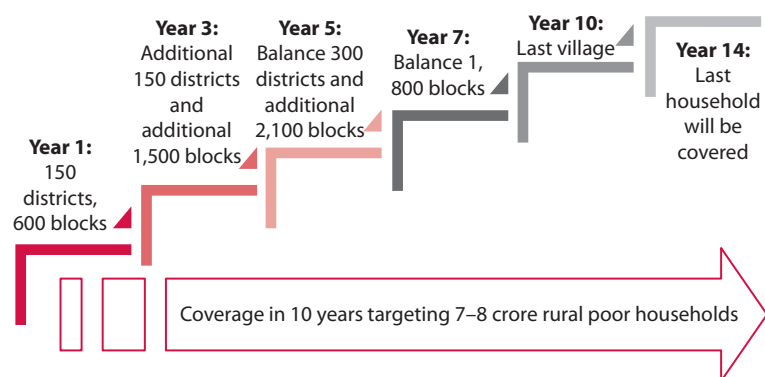 Year 1:
150
districts,
600 blocks
Year 3:
Additional
150 districts
and
additional
1,500 blocks
Year 5:
Balance 300
districts and
additional
2,100 blocks
Year 7:
Balance 1,
800 blocks
Year 10:
Last village
Year 14:
Last
household
will be
covered
Coverage in 10 years targeting 7–8 crore rural poor households